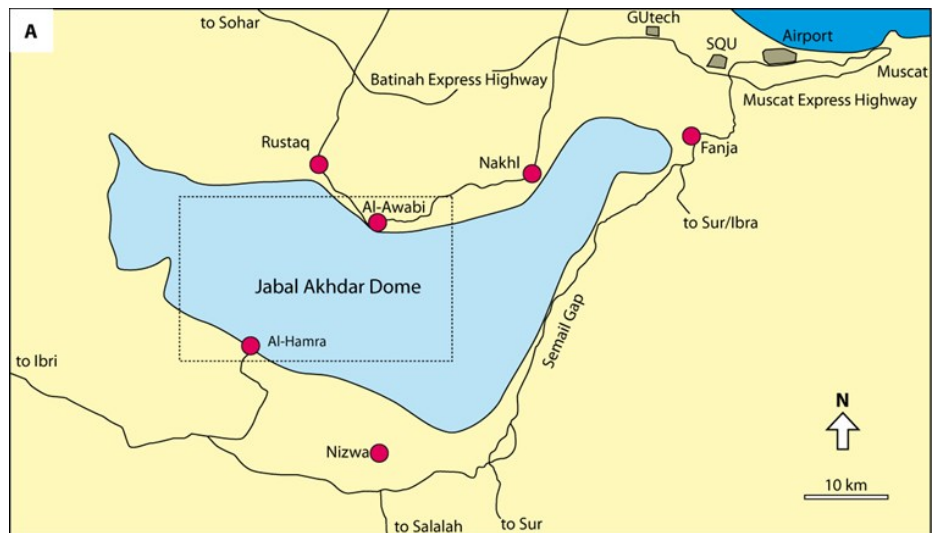 A
to Sohar
GUtech
SQU
Airport
Batinah Express Highway
Muscat
Muscat Express Highway
Rustaq
Nakhl
Fanja
Al-Awabi
to Sur/Ibra
Jabal Akhdar Dome
Semail Gap
Al-Hamra
to Ibri
N
Nizwa
10 km
to Salalah
to Sur